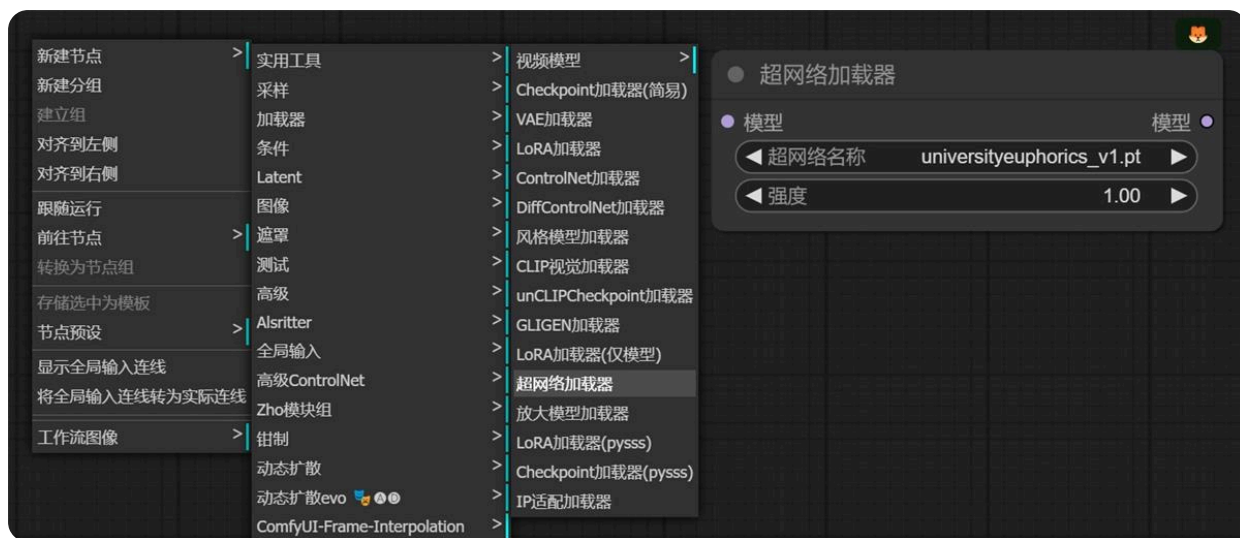 新建节点 >
新建分组
建立组
对齐到左侧
对齐到右侧
跟随运行
前往节点 >
转换为节点组
存储选中为模板
节点预设 >
显示全局输入连线
将全局输入连线转为实际连线
工作流图像 >
实用工具 >
采样 >
加载器 >
条件 >
Latent >
图像 >
遮罩 >
测试 >
高级 >
Alsritter >
全局输入 >
高级ControlNet >
Zho模块组 >
钳制 >
动态扩散 >
动态扩散evo 🎭🅐🅓 >
ComfyUI-Frame-Interpolation >
视频模型 >
Checkpoint加载器(简易)
VAE加载器
LoRA加载器
ControlNet加载器
DiffControlNet加载器
风格模型加载器
CLIP视觉加载器
unCLIPCheckpoint加载器
GLIGEN加载器
LoRA加载器(仅模型)
超网络加载器
放大模型加载器
LoRA加载器(pysss)
Checkpoint加载器(pysss)
IP适配加载器
超网络加载器
模型 模型
超网络名称 universityeuphorics_v1.pt
强度 1.00